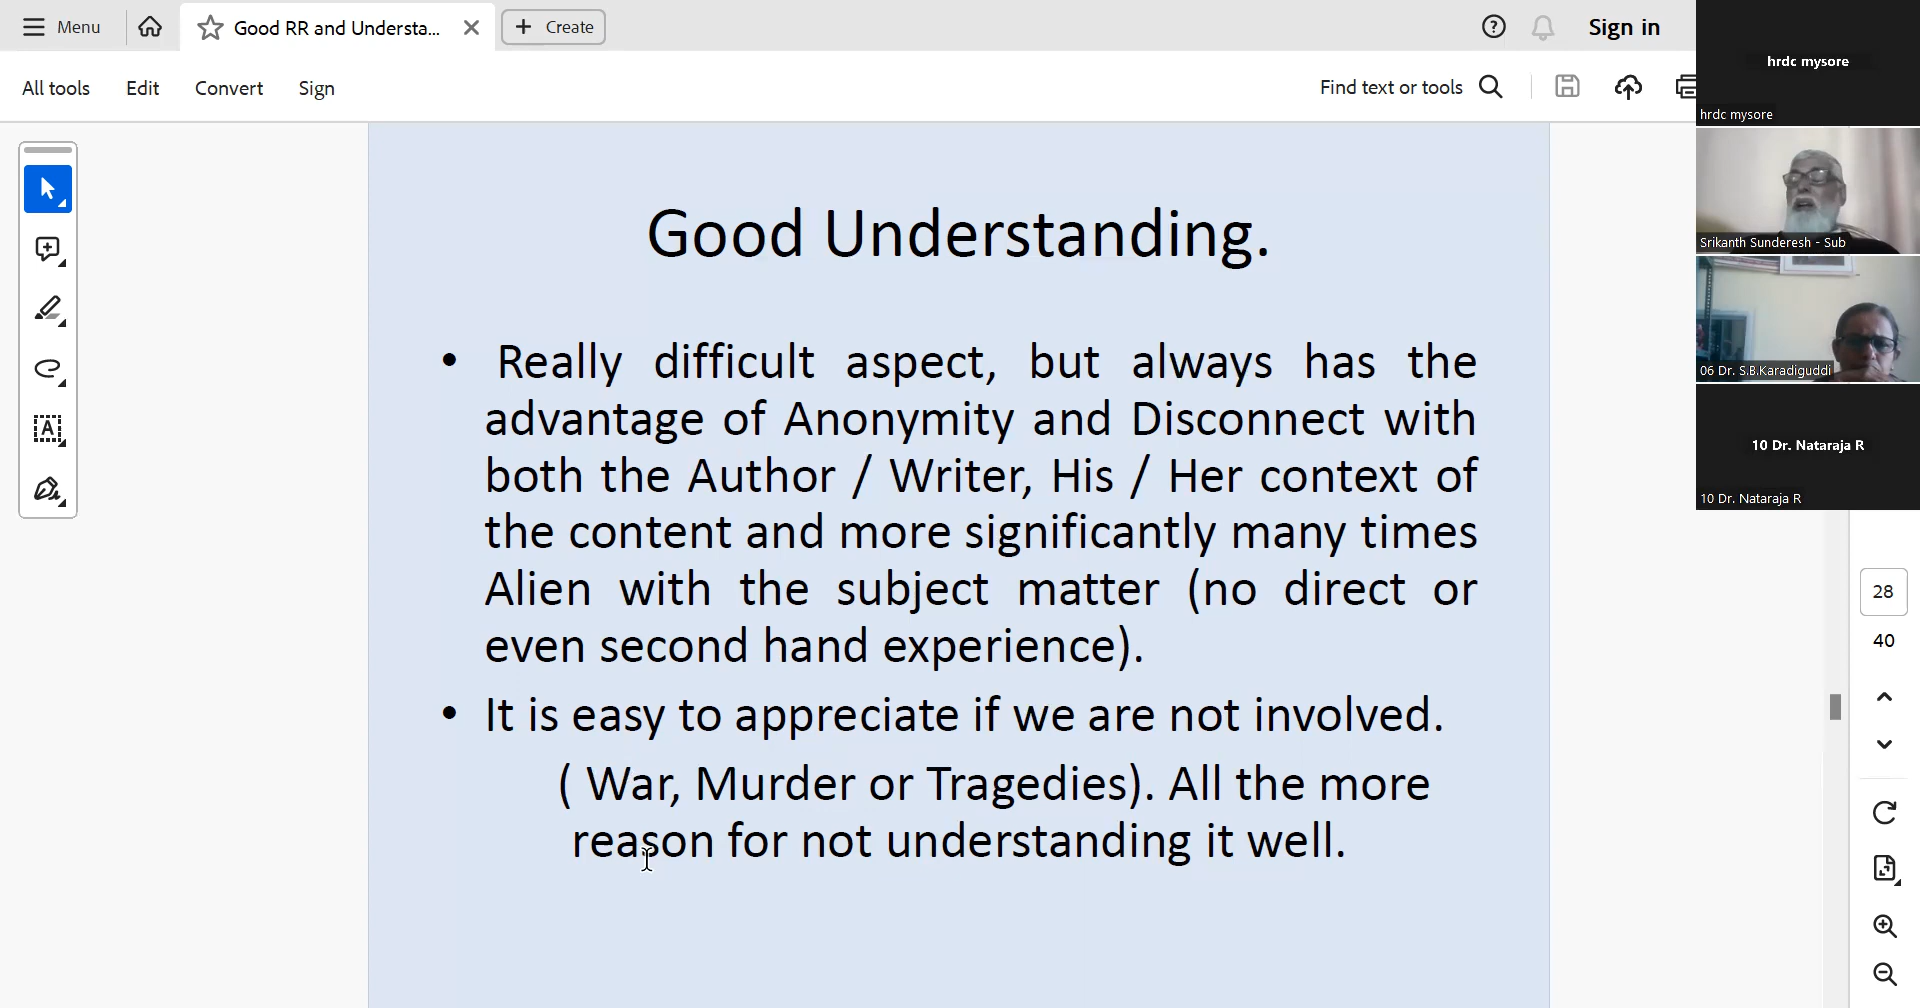 Menu
Good RR and Understa...
Create
Sign in
All tools
Edit
Convert
Sign
Find text or tools
hrdc mysore
hrdc mysore
Srikanth Sunderesh - Sub
06 Dr. S.B.Karadiguddi
10 Dr. Nataraja R
10 Dr. Nataraja R
Good Understanding.
• Really difficult aspect, but always has the
advantage of Anonymity and Disconnect with
both the Author / Writer, His / Her context of
the content and more significantly many times
Alien with the subject matter (no direct or
even second hand experience).
• It is easy to appreciate if we are not involved.
( War, Murder or Tragedies). All the more
reason for not understanding it well.
28
40